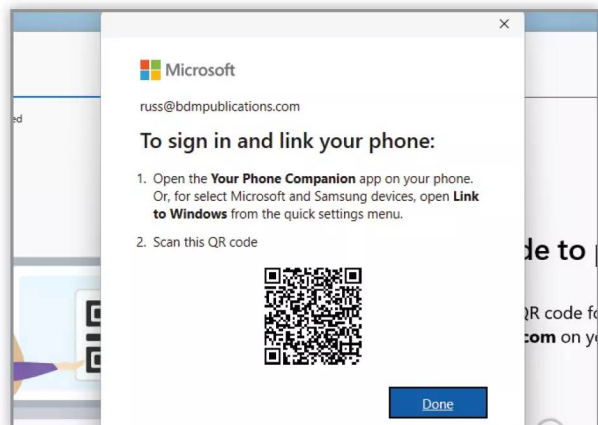 Microsoft
russ@bdmpublications.com
To sign in and link your phone:
1. Open the Your Phone Companion app on your phone.
Or, for select Microsoft and Samsung devices, open Link
to Windows from the quick settings menu.
2. Scan this QR code
Done
ed
de to
QR code fo
.com on yo